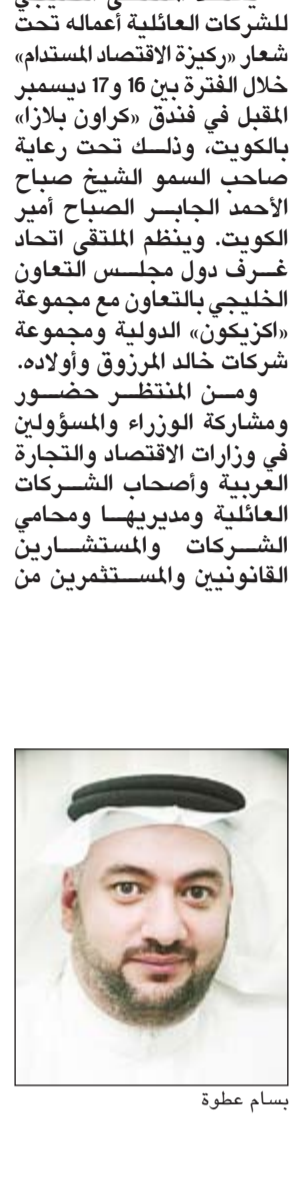 للشركات العائلية أعماله تحت
شعار «ركيزة الاقتصاد المستدام»
خلال الفترة بين 16 و17 ديسمبر
المقبل في فندق «كراون بلازا»
بالكويت، وذلك تحت رعاية
صاحب السمو الشيخ صباح
الأحمد الجابر الصباح أمير
الكويت. وينظم الملتقى اتحاد
غرف دول مجلس التعاون
الخليجي بالتعاون مع مجموعة
«اكزيكون» الدولية ومجموعة
شركات خالد المرزوق وأولاده.
ومن المنتظر حضور
ومشاركة الوزراء والمسؤولين
في وزارات الاقتصاد والتجارة
العربية وأصحاب الشركات
العائلية ومديريها ومحامي
الشركات والمستشارين
القانونيين والمستثمرين من
بسام عطوة